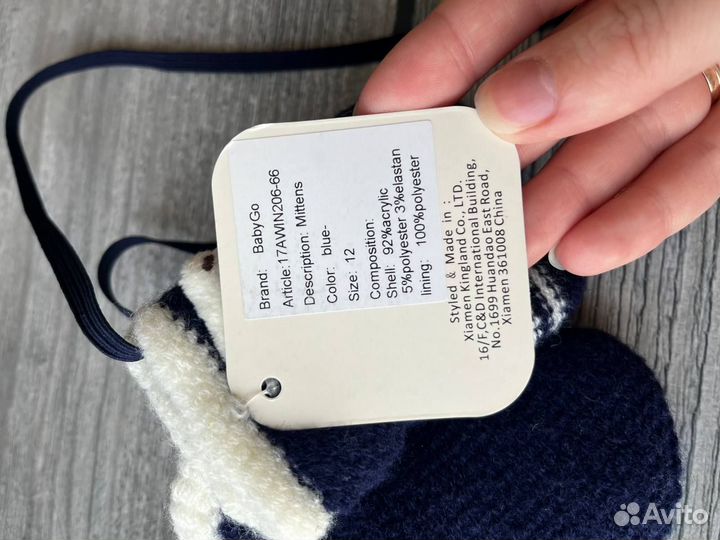 Brand: BabyGo
Article:17AWIN206-66
Description: Mittens
Color: blue-
Size: 12
Composition:
Shell: 92%acrylic
5%polyester 3%elastan
lining: 100%polyester
Styled & Made in :
Xiamen Kingland Co., LTD.
16/F,C&D International Building,
No.1699 Huandao East Road,
Xiamen 361008 China
Avito